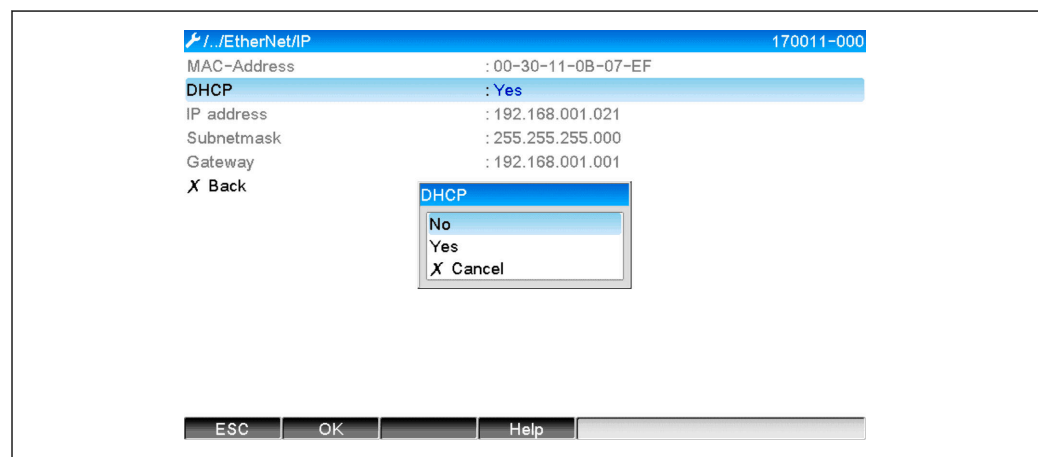 /../EtherNet/IP 170011-000
MAC-Address : 00-30-11-0B-07-EF
DHCP : Yes
IP address : 192.168.001.021
Subnetmask : 255.255.255.000
Gateway : 192.168.001.001
X Back
DHCP
No
Yes
X Cancel
ESC OK Help